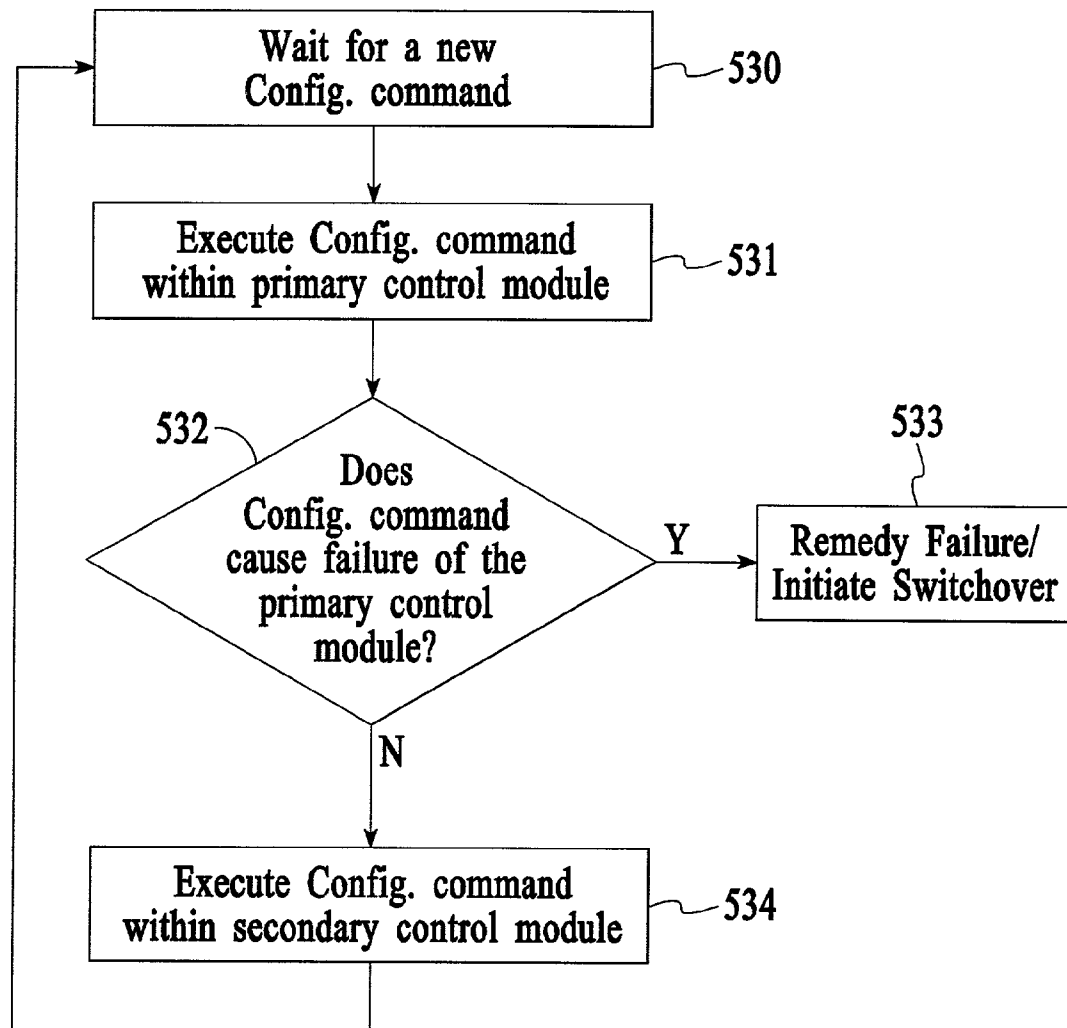 Wait for a new
Config. command
530
Execute Config. command
within primary control module
531
532
Does
Config. command
cause failure of the
primary control
module?
Y
533
Remedy Failure/
Initiate Switchover
N
Execute Config. command
within secondary control module
534